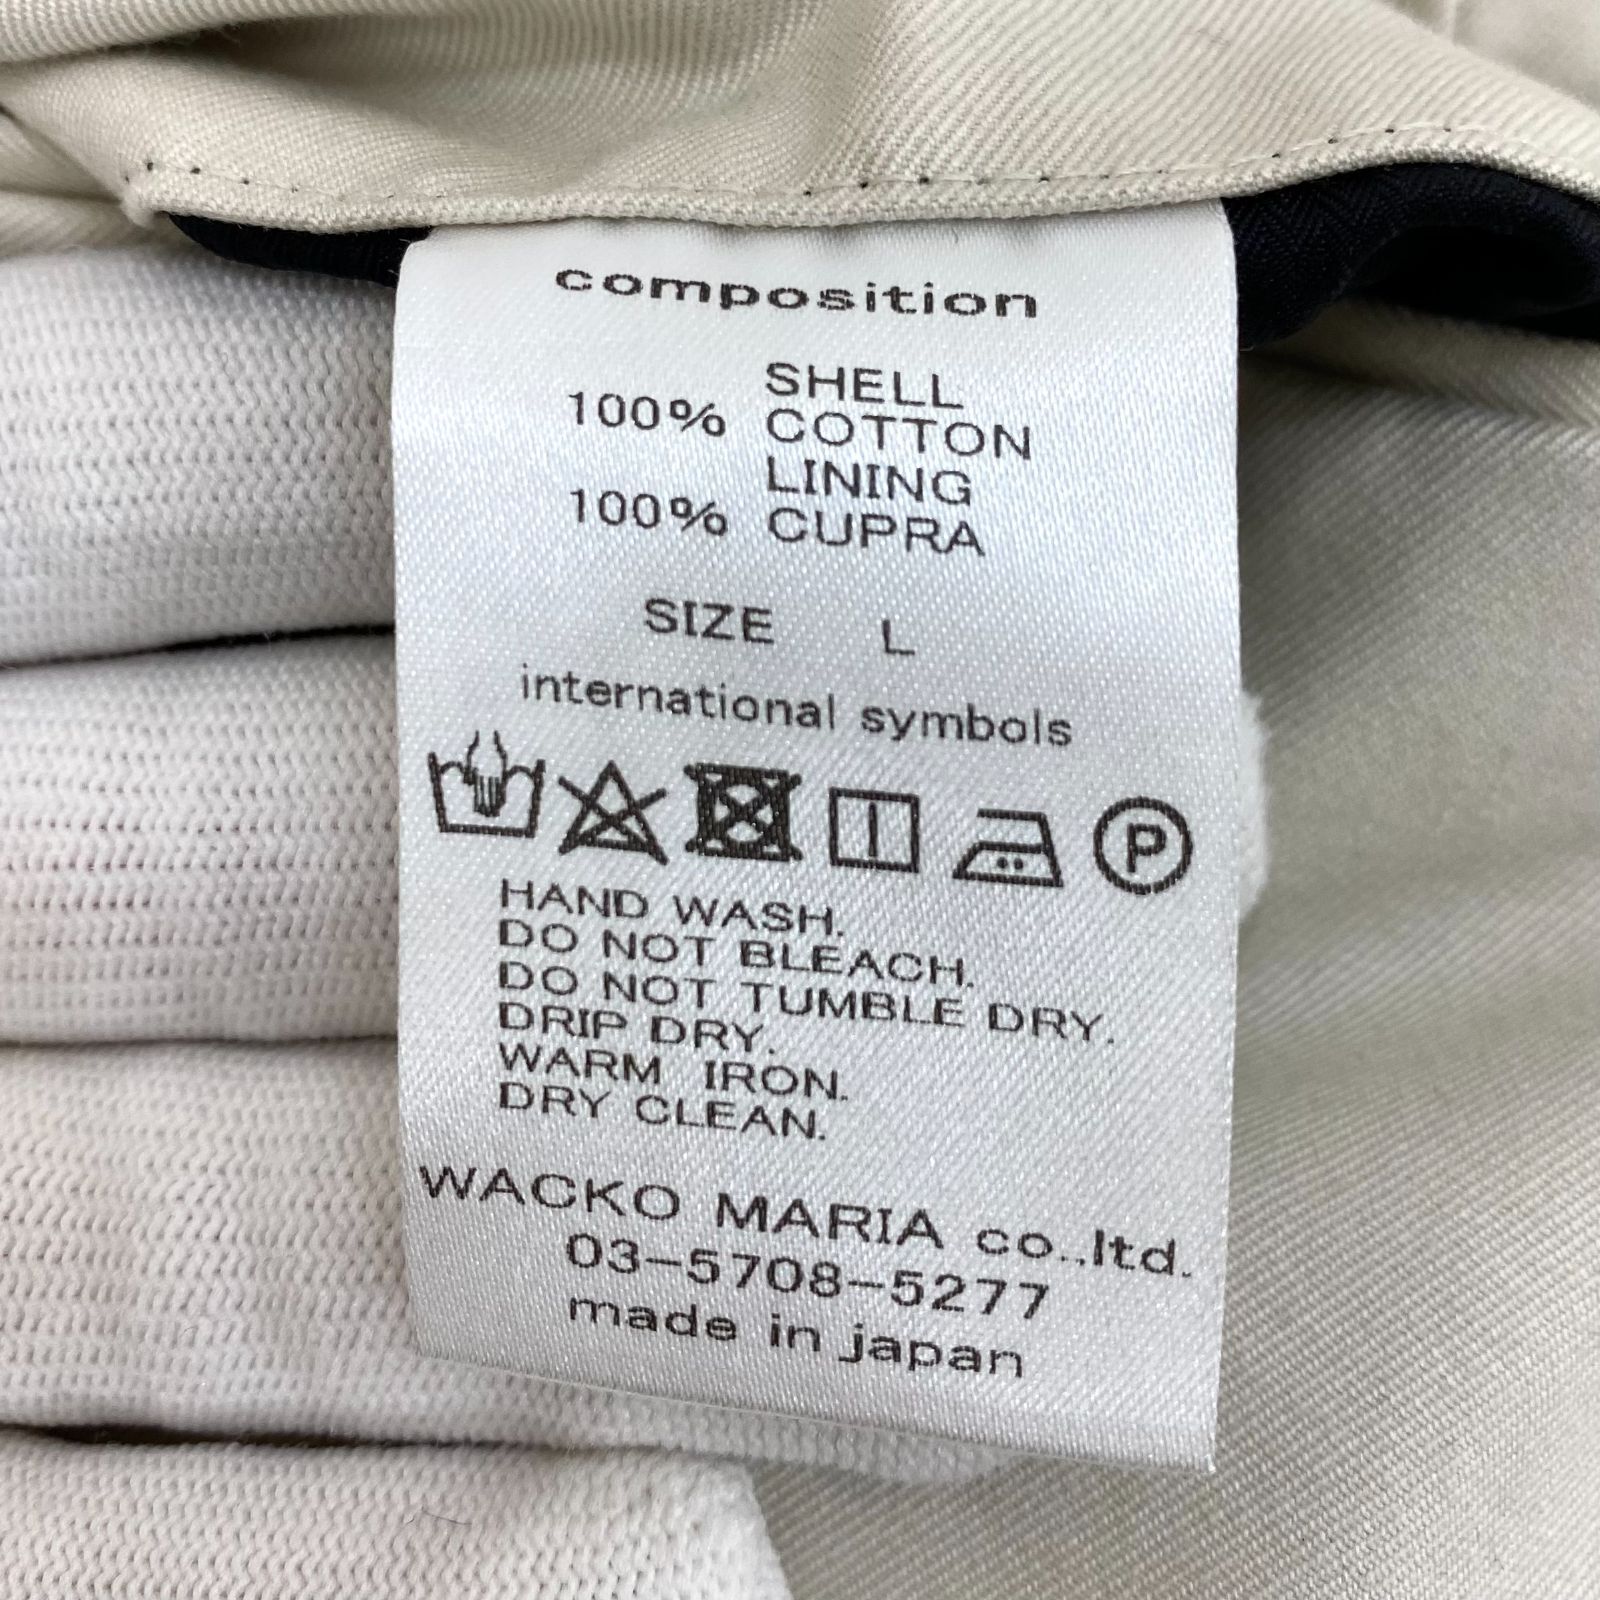 composition
SHELL
100% COTTON
LINING
100% CUPRA
SIZE L
international symbols
P
HAND WASH.
DO NOT BLEACH.
DO NOT TUMBLE DRY.
DRIP DRY.
WARM IRON.
DRY CLEAN.
WACKO MARIA co.,ltd.
03-5708-5277
made in japan